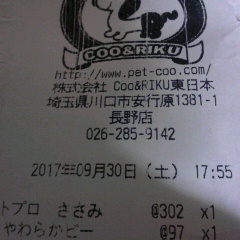 COO&RIKU
http://www.pet-coo.com/
株式会社 Coo&RIKU東日本
埼玉県川口市安行原1381-1
長野店
026-285-9142
2017年09月30日(土) 17:55
トプロ ささみ @302 x1
やわらかビー @97 x1